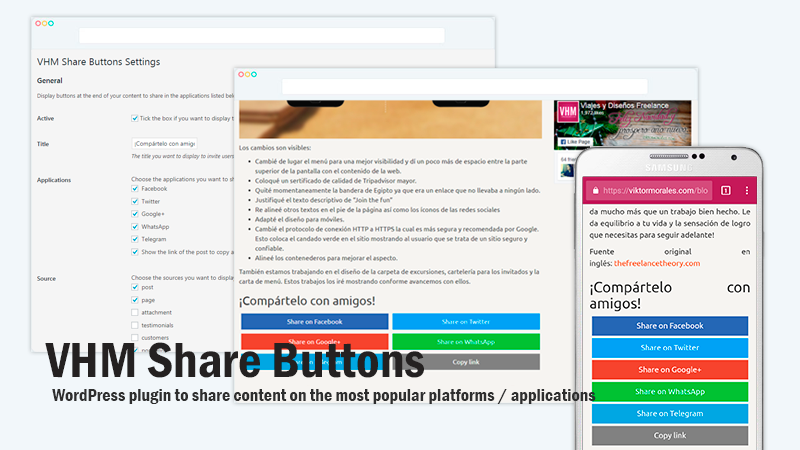 VHM Share Buttons Settings
General
Display buttons at the end of your content to share in the applications listed below
Active
Tick the box if you want to display t
Title
¡Compártelo con amigo
The title you want to display to invite users
Applications
Choose the applications you want to s
Facebook
Twitter
Google+
WhatsApp
Telegram
Show the link of the post to copy a
Source
Choose the sources you want to display
post
page
attachment
testimonials
customers
Los cambios son visibles:
Cambié de lugar el menú para una mejor visibilidad y dí un poco más de espacio entre la parte
superior de la pantalla con el contenido de la web.
Coloqué un certificado de calidad de Tripadvisor mayor.
Quité momentaneamente la bandera de Egipto ya que era un enlace que no llevaba a ningún lado.
Justifiqué el texto descriptivo de "Join the fun"
Re alineé otros textos en el pie de la página así como los iconos de las redes sociales
Adapté el diseño para móviles.
Cambié el protocolo de conexión HTTP a HTTPS la cual es más segura y recomendada por Google.
Esto coloca el candado verde en el sitio mostrando al usuario que se trata de un sitio seguro y
confiable.
Alineé los contenederos para mejorar el aspecto.
También estamos trabajando en el diseño de la carpeta de excursiones, cartelería para los invitados y la
carta de menú. Estos trabajos los iré mostrando conforme avancemos con ellos.
¡Compártelo con amigos!
Share on Facebook
Share on Twitter
Share on Google+
Share on WhatsApp
Copy link
VHM
Viajes y Diseños Freelance
1,972 likes
Like Page
SAMSUNG
https://viktormorales.com/blo
1
da mucho más que un trabajo bien hecho. Le
da equilibrio a tu vida y la sensación de logro
que necesitas para seguir adelante!
Fuente original en
inglés: thefreelancetheory.com
¡Compártelo con
amigos!
Share on Facebook
Share on Twitter
Share on Google+
Share on WhatsApp
Share on Telegram
Copy link
VHM Share Buttons
WordPress plugin to share content on the most popular platforms / applications